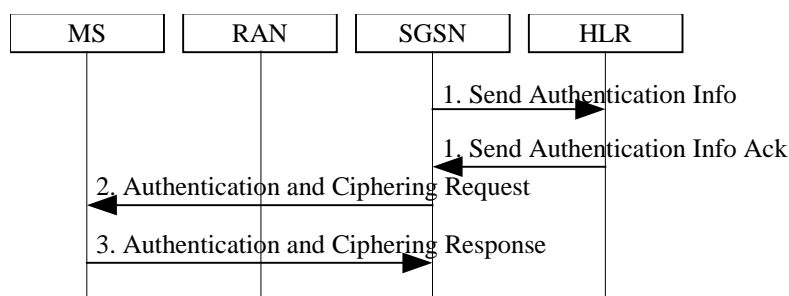 MS RAN SGSN HLR
1. Send Authentication Info
1. Send Authentication Info Ack
2. Authentication and Ciphering Request
3. Authentication and Ciphering Response